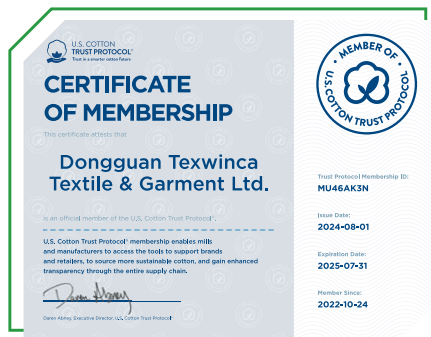 U.S. COTTON
TRUST PROTOCOL®
Trust in a smarter cotton future
CERTIFICATE
OF MEMBERSHIP
This certificate attests that
Dongguan Texwinca
Textile & Garment Ltd.
is an official member of the U.S. Cotton Trust Protocol®.
U.S. Cotton Trust Protocol® membership enables mills
and manufacturers to access the tools to support brands
and retailers, to source more sustainable cotton, and gain enhanced
transparency through the entire supply chain.
Daren Abney
Daren Abney, Executive Director, U.S. Cotton Trust Protocol®
MEMBER OF
U.S. COTTON TRUST PROTOCOL
Trust Protocol Membership ID:
MU46AK3N
Issue Date:
2024-08-01
Expiration Date:
2025-07-31
Member Since:
2022-10-24